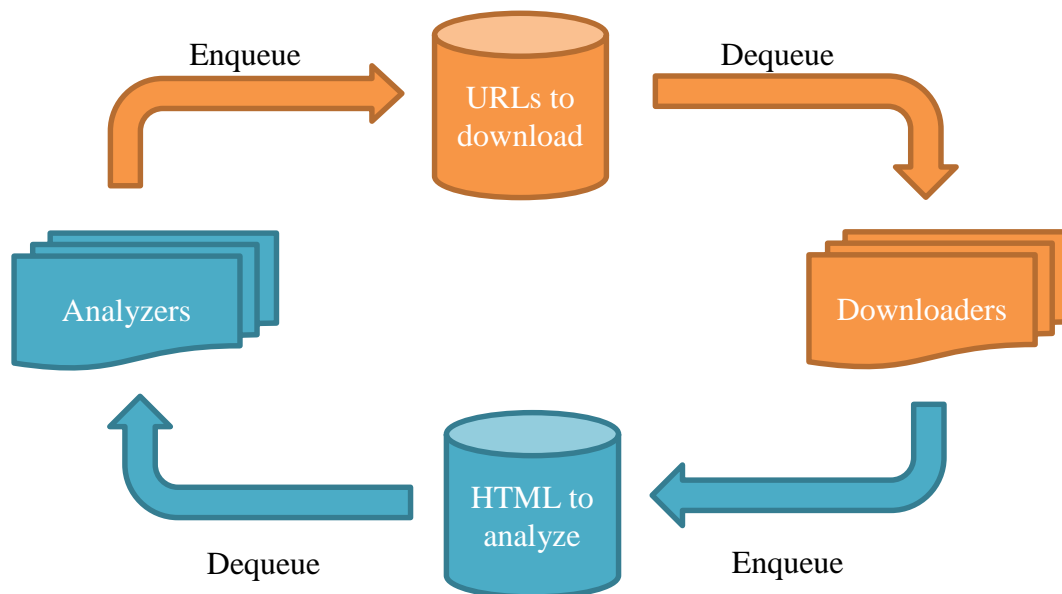 Enqueue
Dequeue
URLs to
download
Analyzers
Downloaders
HTML to
analyze
Dequeue
Enqueue